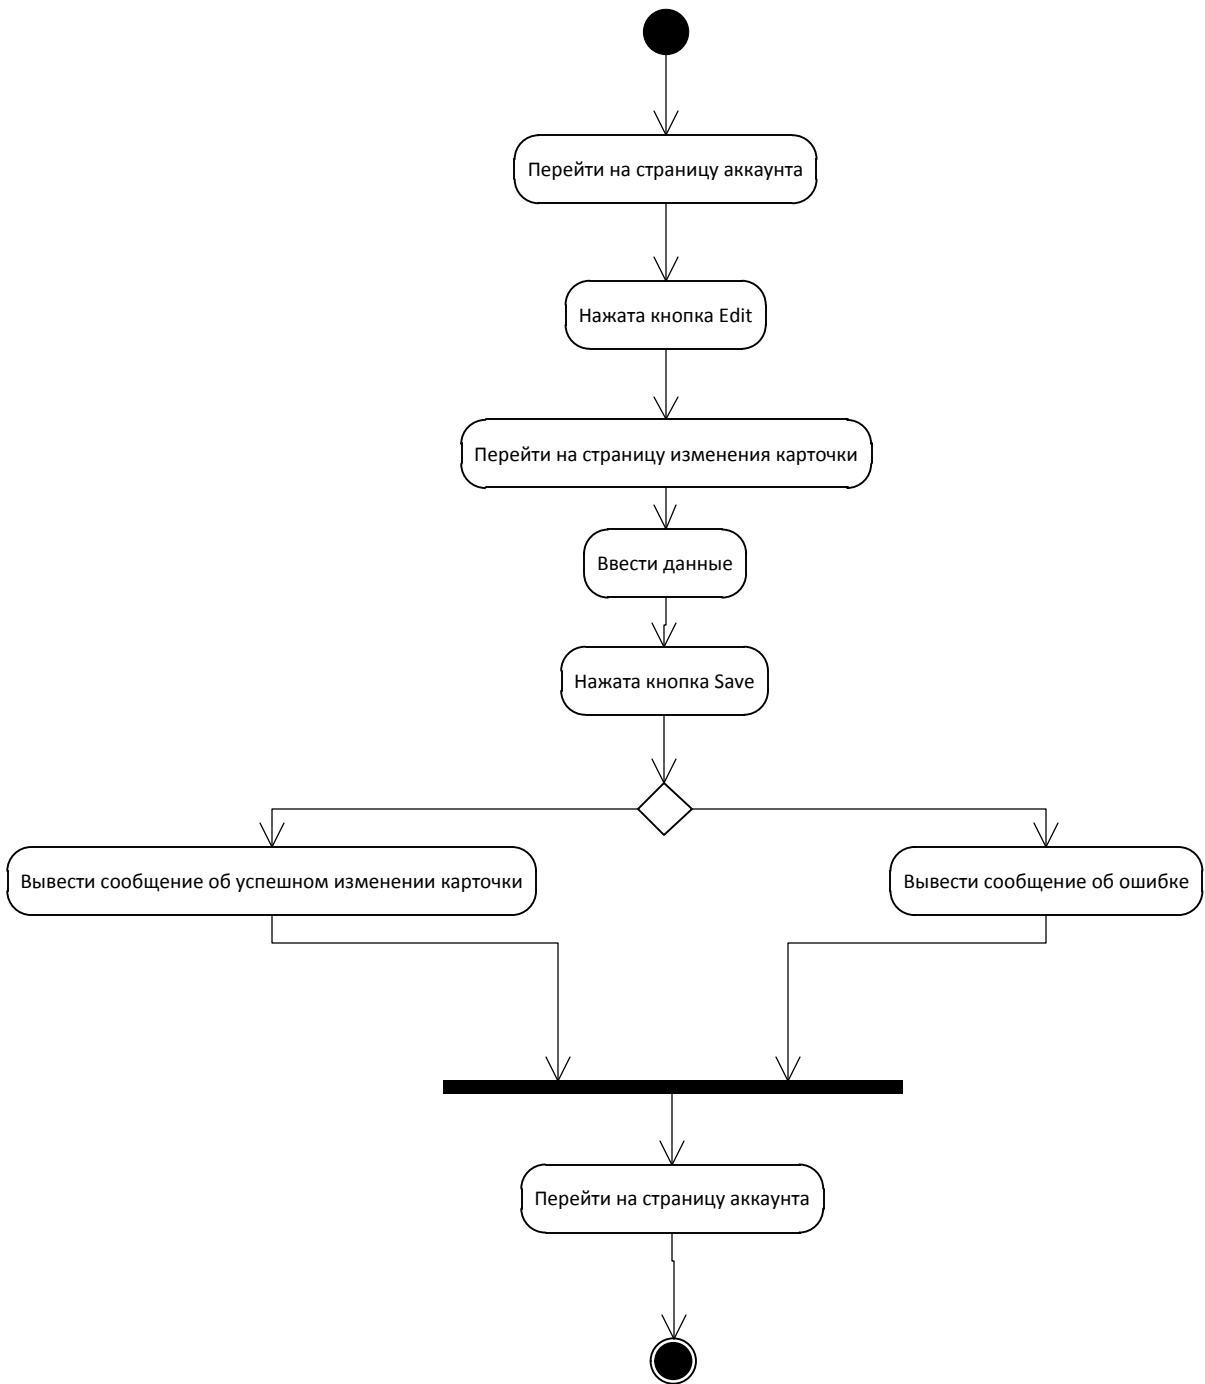 Перейти на страницу аккаунта
Нажата кнопка Edit
Перейти на страницу изменения карточки
Ввести данные
Нажата кнопка Save
Вывести сообщение об успешном изменении карточки
Вывести сообщение об ошибке
Перейти на страницу аккаунта